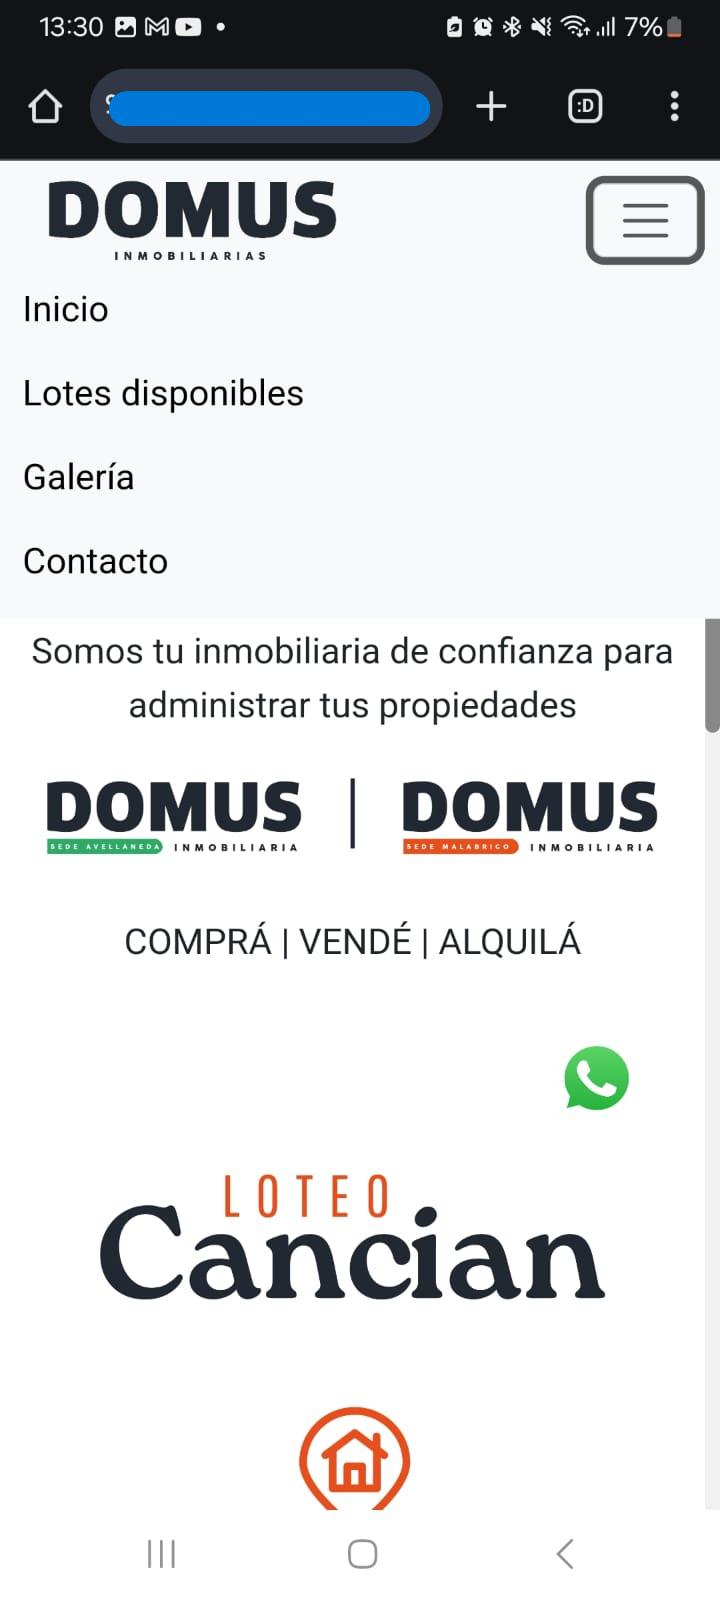 13:30
7%
:D
DOMUS
INMOBILIARIAS
Inicio
Lotes disponibles
Galería
Contacto
Somos tu inmobiliaria de confianza para
administrar tus propiedades
DOMUS | DOMUS
SEDE AVELLANEDA INMOBILIARIA SEDE MALABRIGO INMOBILIARIA
COMPRÁ | VENDÉ | ALQUILÁ
LOTEO
Cancian